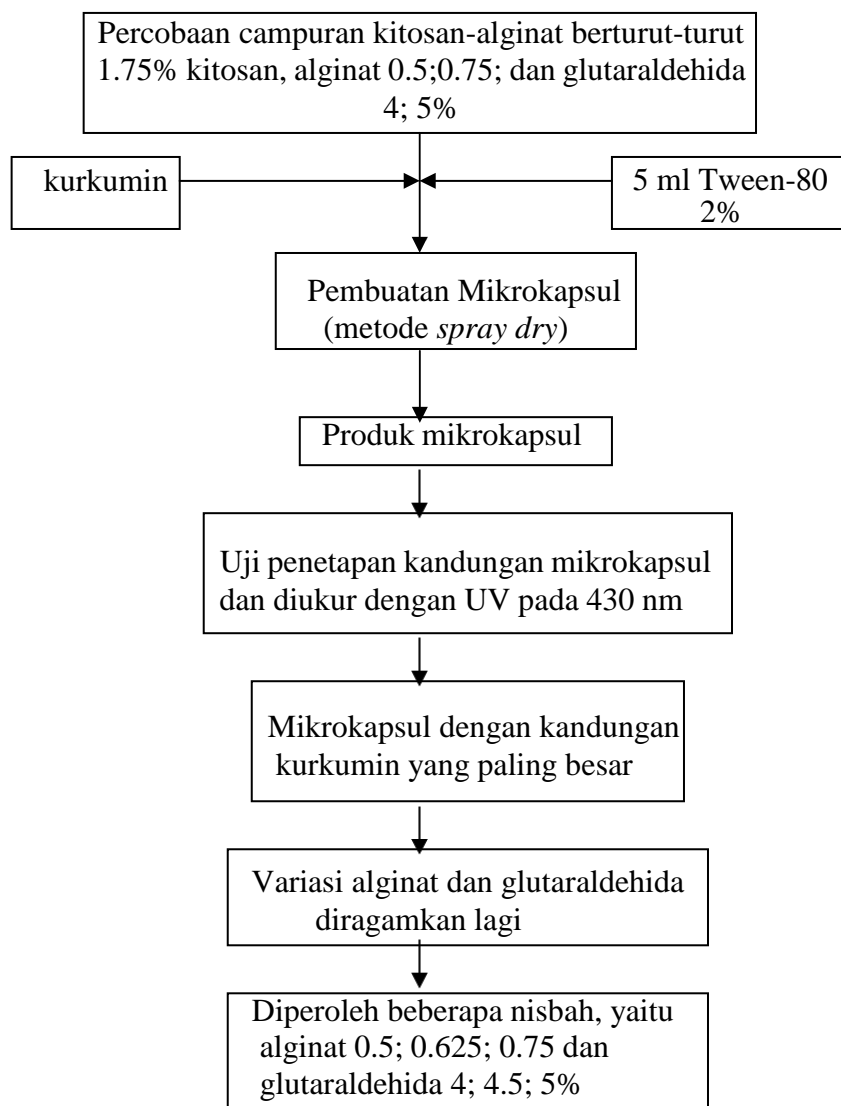 Percobaan campuran kitosan-alginat berturut-turut
1.75% kitosan, alginat 0.5;0.75; dan glutaraldehida
4; 5%
kurkumin
5 ml Tween-80
2%
Pembuatan Mikrokapsul
(metode spray dry)
Produk mikrokapsul
Uji penetapan kandungan mikrokapsul
dan diukur dengan UV pada 430 nm
Mikrokapsul dengan kandungan
kurkumin yang paling besar
Variasi alginat dan glutaraldehida
diragamkan lagi
Diperoleh beberapa nisbah, yaitu
alginat 0.5; 0.625; 0.75 dan
glutaraldehida 4; 4.5; 5%